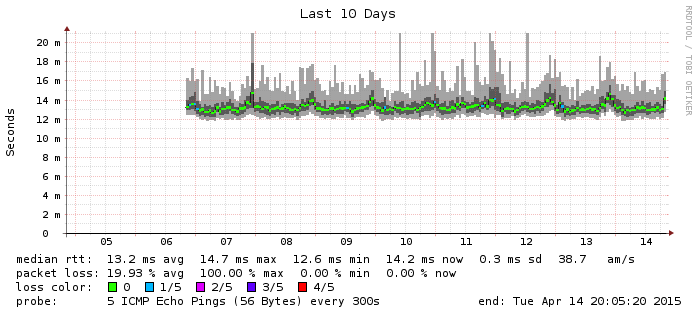 Last 10 Days
RRDTOOL / TOBI OETIKER
Seconds
20 m
18 m
16 m
14 m
12 m
10 m
8 m
6 m
4 m
2 m
0
05 06 07 08 09 10 11 12 13 14
median rtt: 13.2 ms avg 14.7 ms max 12.6 ms min 14.2 ms now 0.3 ms sd 38.7 am/s
packet loss: 19.93 % avg 100.00 % max 0.00 % min 0.00 % now
loss color: 0 1/5 2/5 3/5 4/5
probe: 5 ICMP Echo Pings (56 Bytes) every 300s end: Tue Apr 14 20:05:20 2015